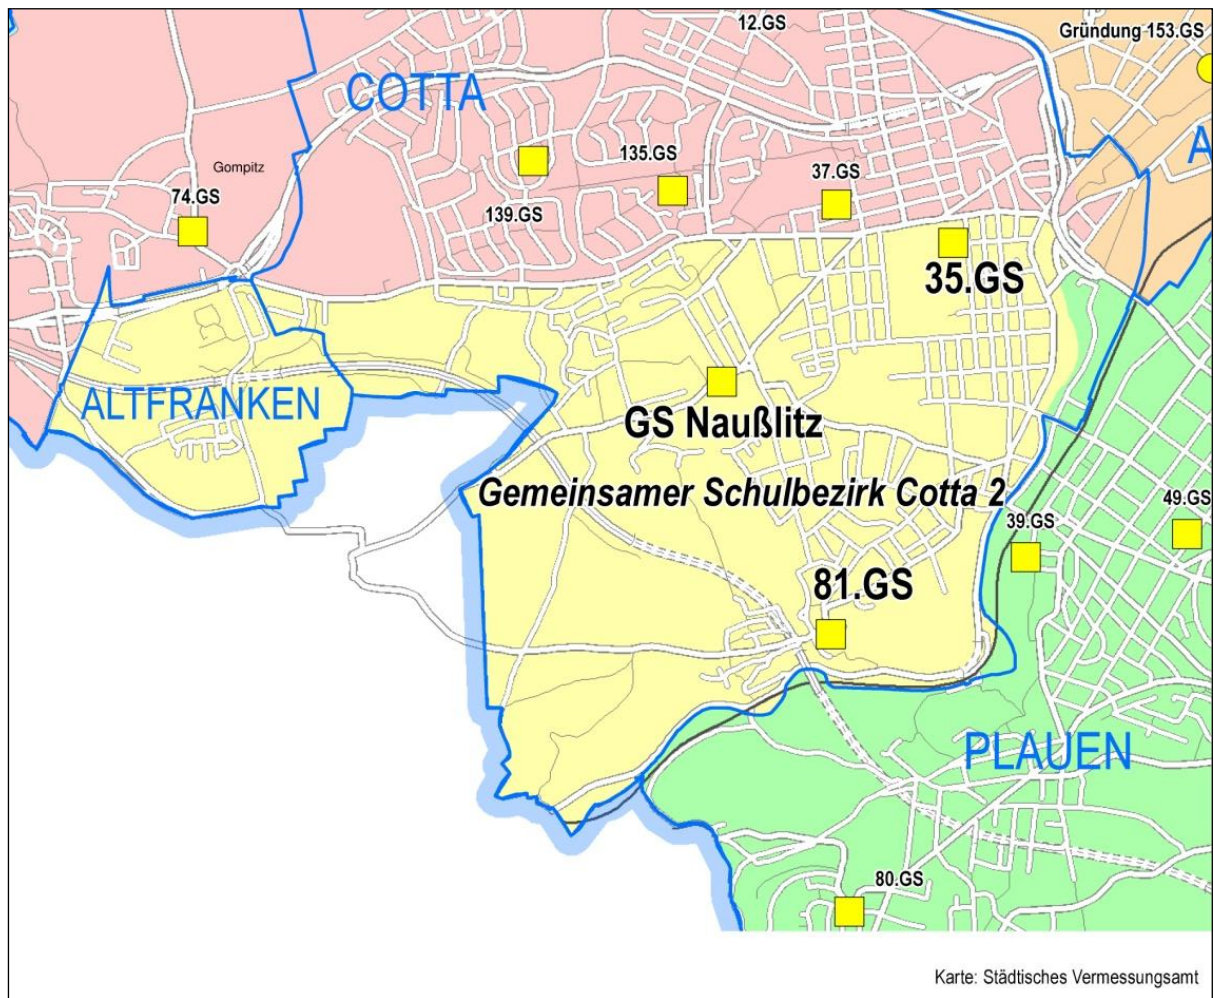 12.GS
Gründung 153.GS
COTTA
A
135.GS
Gompitz
37.GS
74.GS
139.GS
35.GS
ALTFRANKEN
GS Naußlitz
Gemeinsamer Schulbezirk Cotta 2
49.GS
39.GS
81.GS
PLAUEN
80.GS
Karte: Städtisches Vermessungsamt